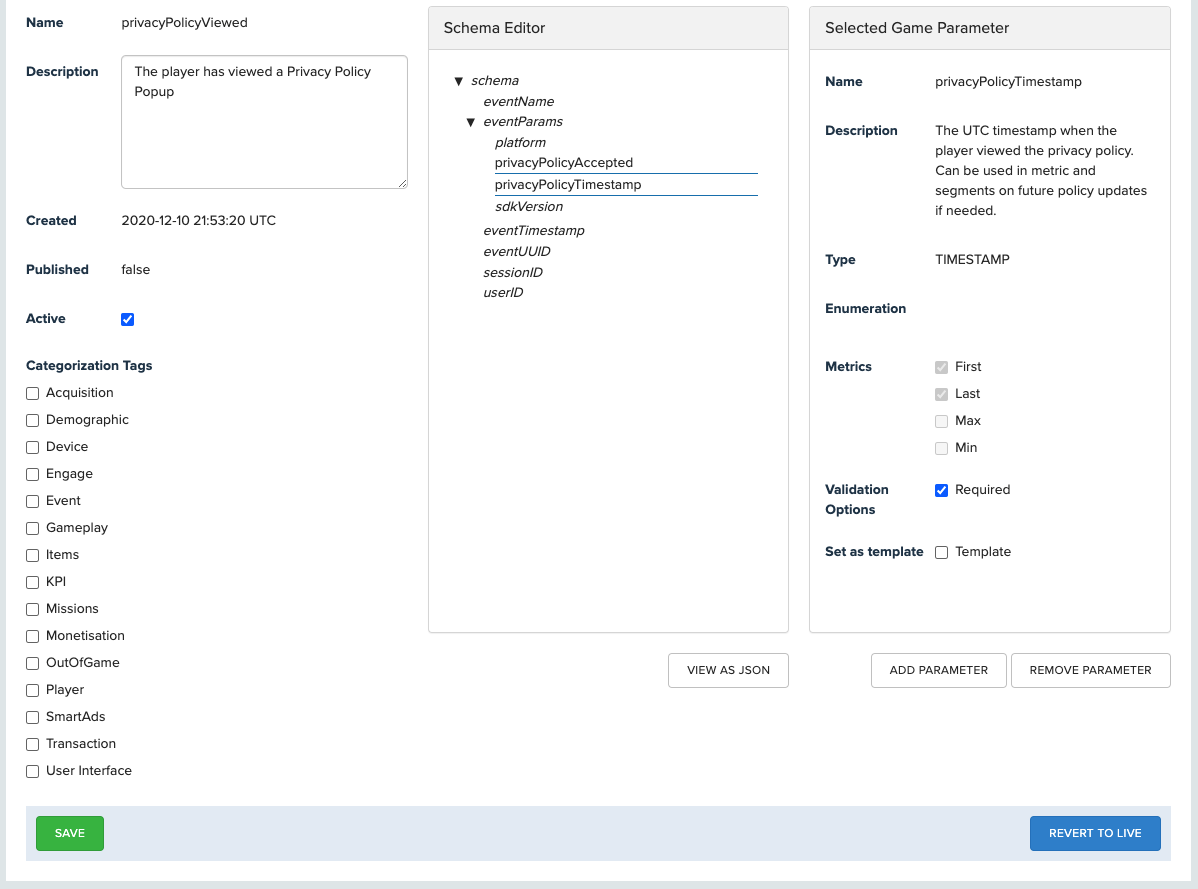 Name
privacyPolicyViewed
Description
The player has viewed a Privacy Policy
Popup
Created
2020-12-10 21:53:20 UTC
Published
false
Active
Categorization Tags
Acquisition
Demographic
Device
Engage
Event
Gameplay
Items
KPI
Missions
Monetisation
OutOfGame
Player
SmartAds
Transaction
User Interface
Schema Editor
▼ schema
eventName
▼ eventParams
platform
privacyPolicyAccepted
privacyPolicyTimestamp
sdkVersion
eventTimestamp
eventUUID
sessionID
userID
VIEW AS JSON
Selected Game Parameter
Name
privacyPolicyTimestamp
Description
The UTC timestamp when the
player viewed the privacy policy.
Can be used in metric and
segments on future policy updates
if needed.
Type
TIMESTAMP
Enumeration
Metrics
First
Last
Max
Min
Validation
Options
Required
Set as template
Template
ADD PARAMETER
REMOVE PARAMETER
SAVE
REVERT TO LIVE